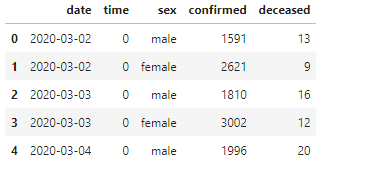 date time sex confirmed deceased
0 2020-03-02 0 male 1591 13
1 2020-03-02 0 female 2621 9
2 2020-03-03 0 male 1810 16
3 2020-03-03 0 female 3002 12
4 2020-03-04 0 male 1996 20